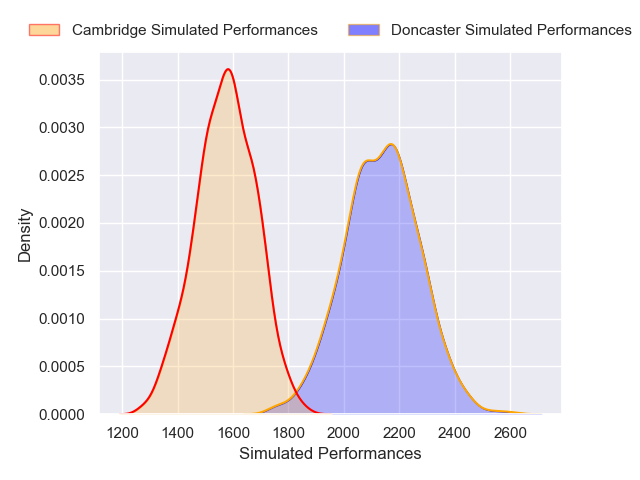 Cambridge Simulated Performances Doncaster Simulated Performances
0.0035
0.0030
0.0025
0.0020
0.0015
0.0010
0.0005
0.0000
Density
1200 1400 1600 1800 2000 2200 2400 2600
Simulated Performances